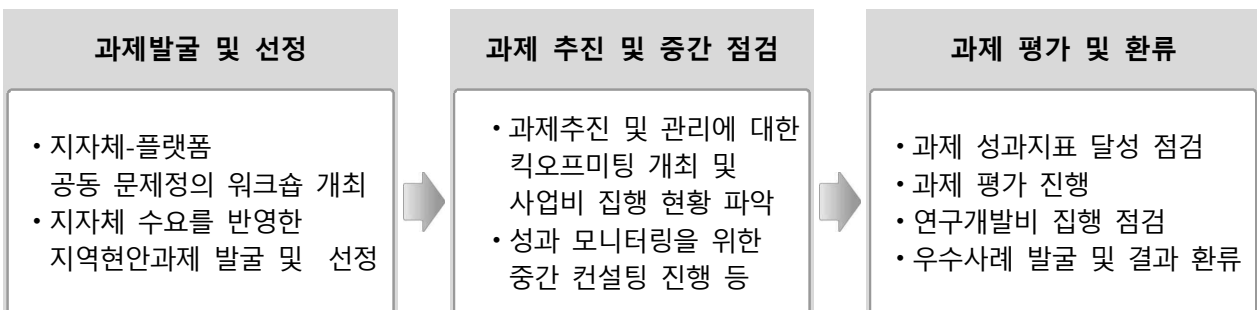 과제발굴 및 선정
・지자체-플랫폼
공동 문제정의 워크숍 개최
・지자체 수요를 반영한
지역현안과제 발굴 및 선정
과제 추진 및 중간 점검
・과제추진 및 관리에 대한
킥오프미팅 개최 및
사업비 집행 현황 파악
・성과 모니터링을 위한
중간 컨설팅 진행 등
과제 평가 및 환류
・과제 성과지표 달성 점검
・과제 평가 진행
・연구개발비 집행 점검
・우수사례 발굴 및 결과 환류